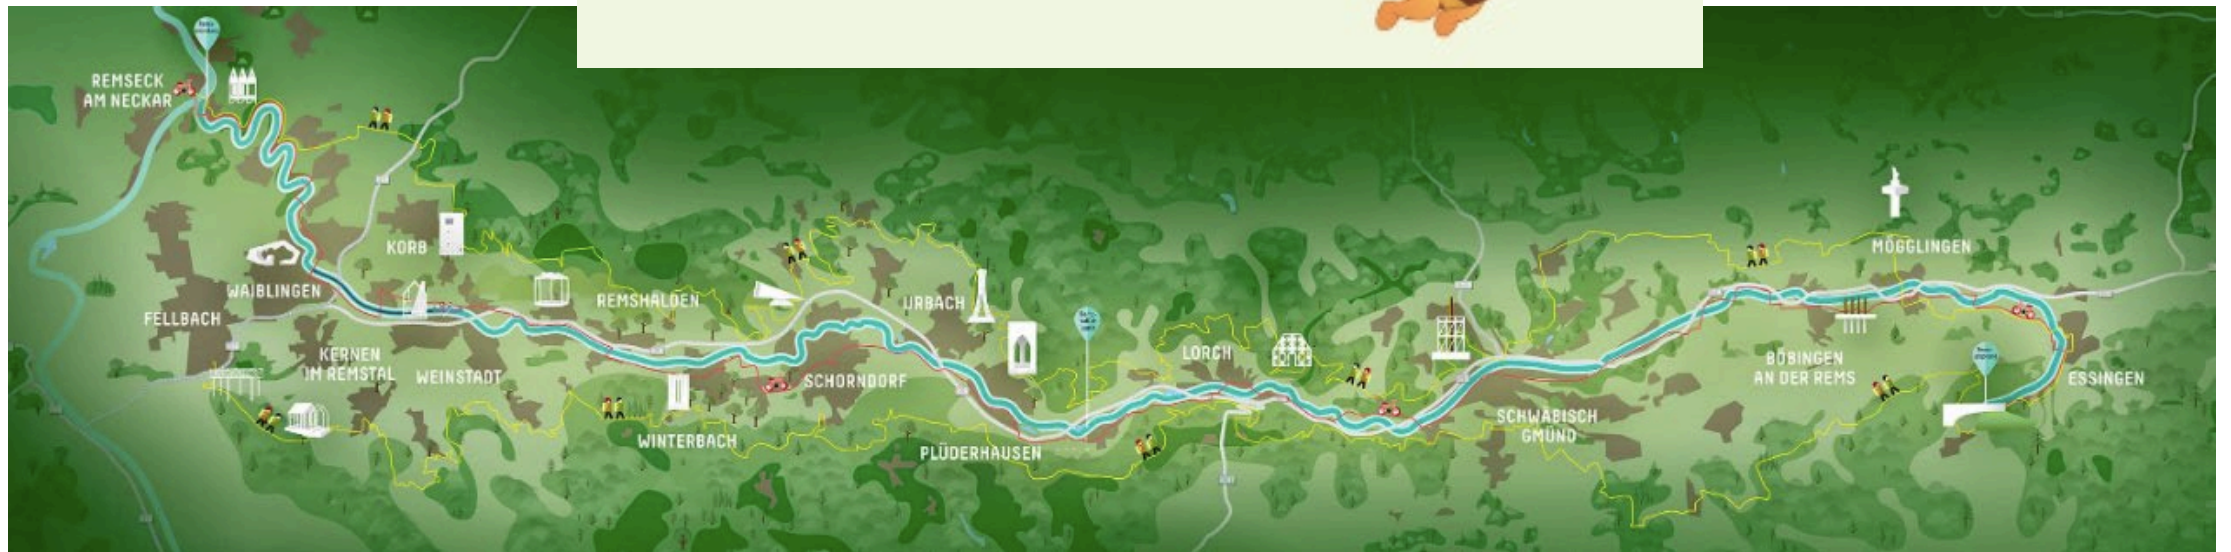 REMSECK
AM NECKAR
KORB
WAIBLINGEN
FELLBACH
KERNEN
IM REMSTAL
WEINSTADT
REMSHALDEN
WINTERBACH
SCHORNDORF
URBACH
PLÜDERHAUSEN
LORCH
SCHWÄBISCH
GMÜND
MÖGGLINGEN
BÖBINGEN
AN DER REMS
ESSINGEN